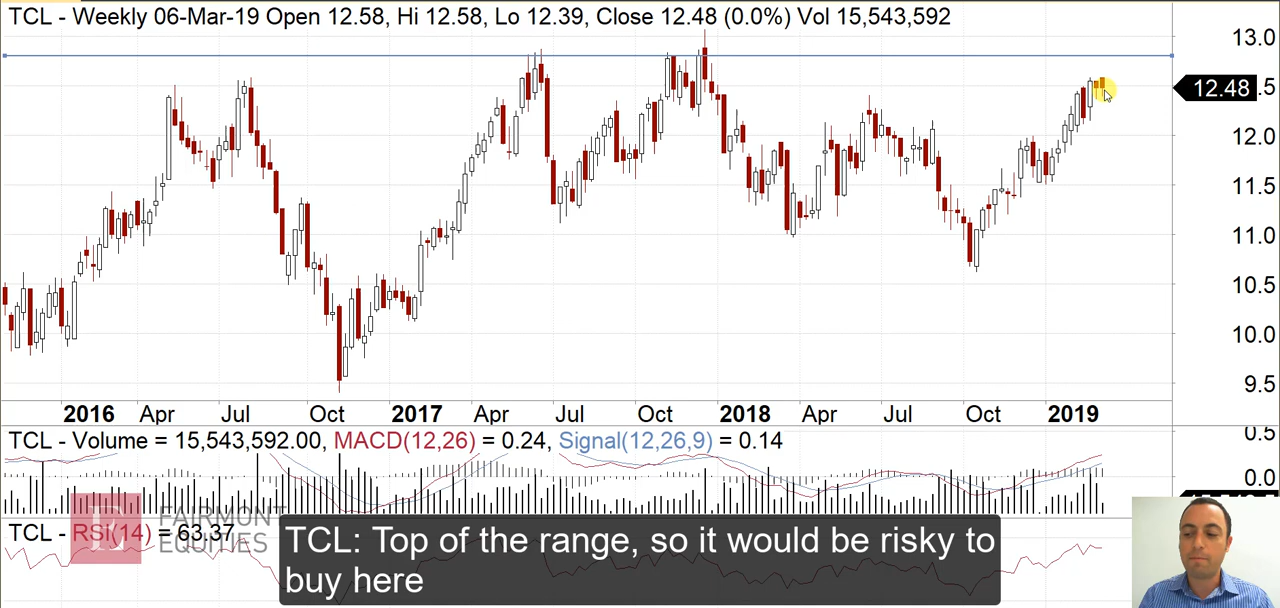 TCL - Weekly 06-Mar-19 Open 12.58, Hi 12.58, Lo 12.39, Close 12.48 (0.0%) Vol 15,543,592
13.0
12.48
.5
12.0
11.5
11.0
10.5
10.0
9.5
2016 Apr Jul Oct 2017 Apr Jul Oct 2018 Apr Jul Oct 2019
TCL - Volume = 15,543,592.00, MACD(12,26) = 0.24, Signal(12,26,9) = 0.14
0.5
0.0
TCL - RSI(14) = 63.37
E
FAIRMONT
EQUITIES
TCL: Top of the range, so it would be risky to
buy here